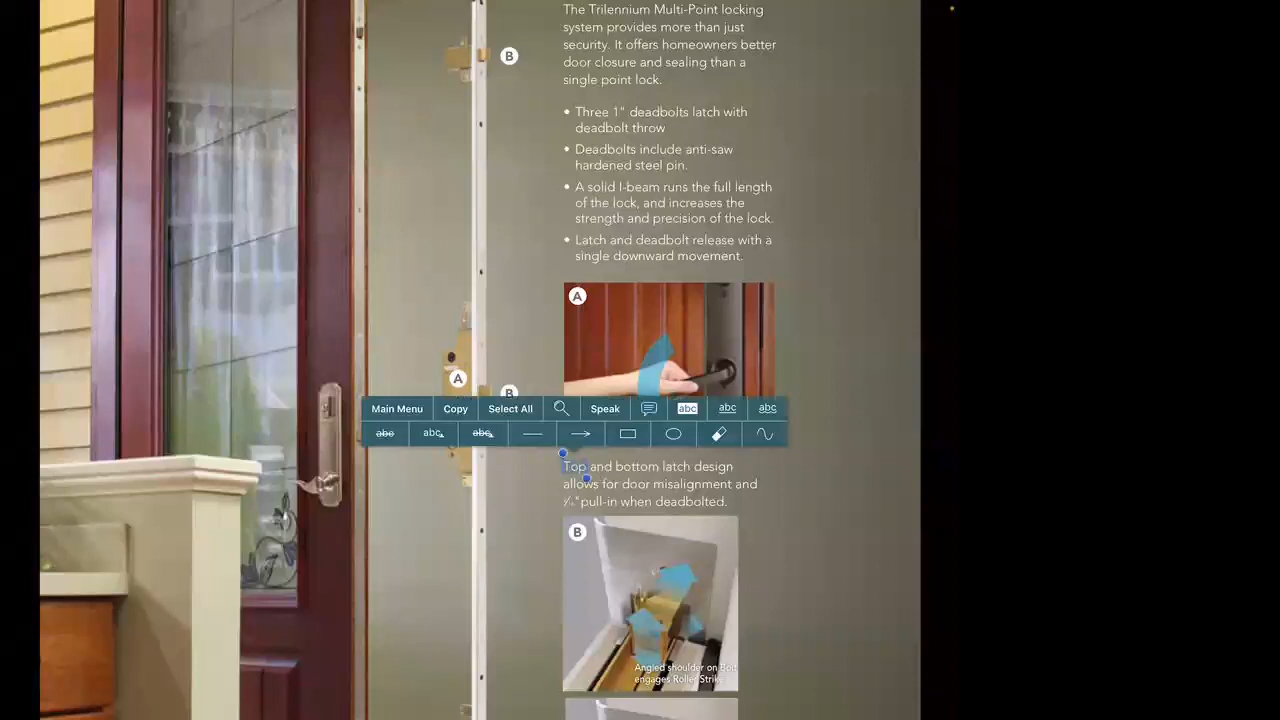 The Trilennium Multi-Point locking
system provides more than just
security. It offers homeowners better
door closure and sealing than a
single point lock.
• Three 1" deadbolts latch with
deadbolt throw
• Deadbolts include anti-saw
hardened steel pin.
• A solid I-beam runs the full length
of the lock, and increases the
strength and precision of the lock.
• Latch and deadbolt release with a
single downward movement.
B
A
A
B
Main Menu Copy Select All Speak abc abc abc
abc abc abc
Top and bottom latch design
allows for door misalignment and
pull-in when deadbolted.
B
Angled shoulder on Bolt
engages Roller Strike